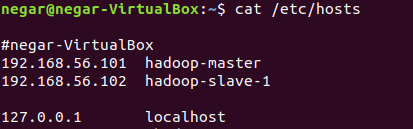 negar@negar-VirtualBox:~$ cat /etc/hosts
#negar-VirtualBox
192.168.56.101  hadoop-master
192.168.56.102  hadoop-slave-1
127.0.0.1       localhost